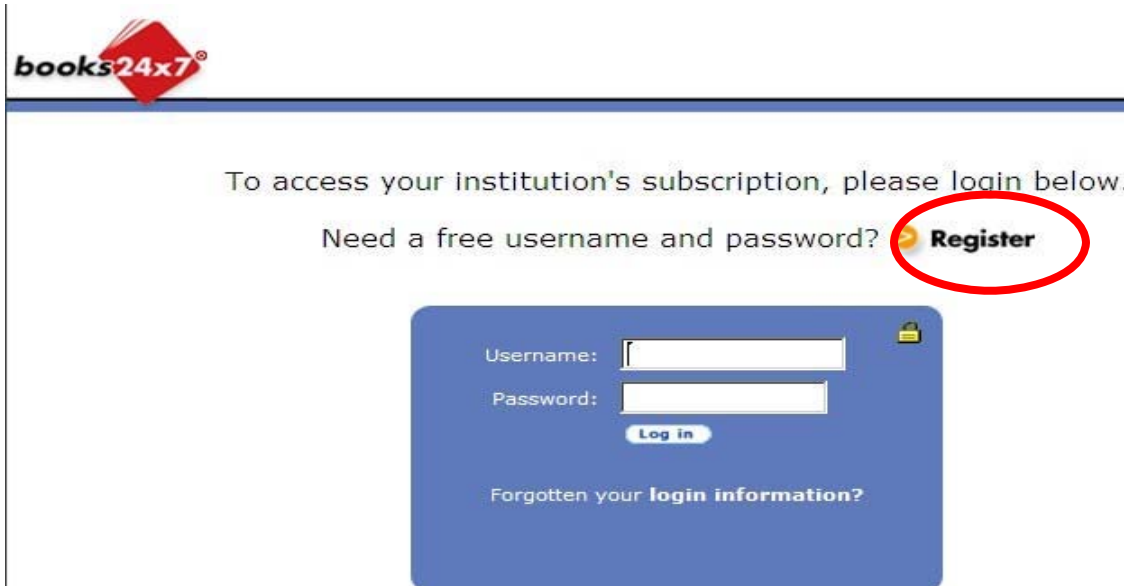 books24x7®
To access your institution's subscription, please login below.
Need a free username and password? > Register
Username:
Password:
Log in
Forgotten your login information?